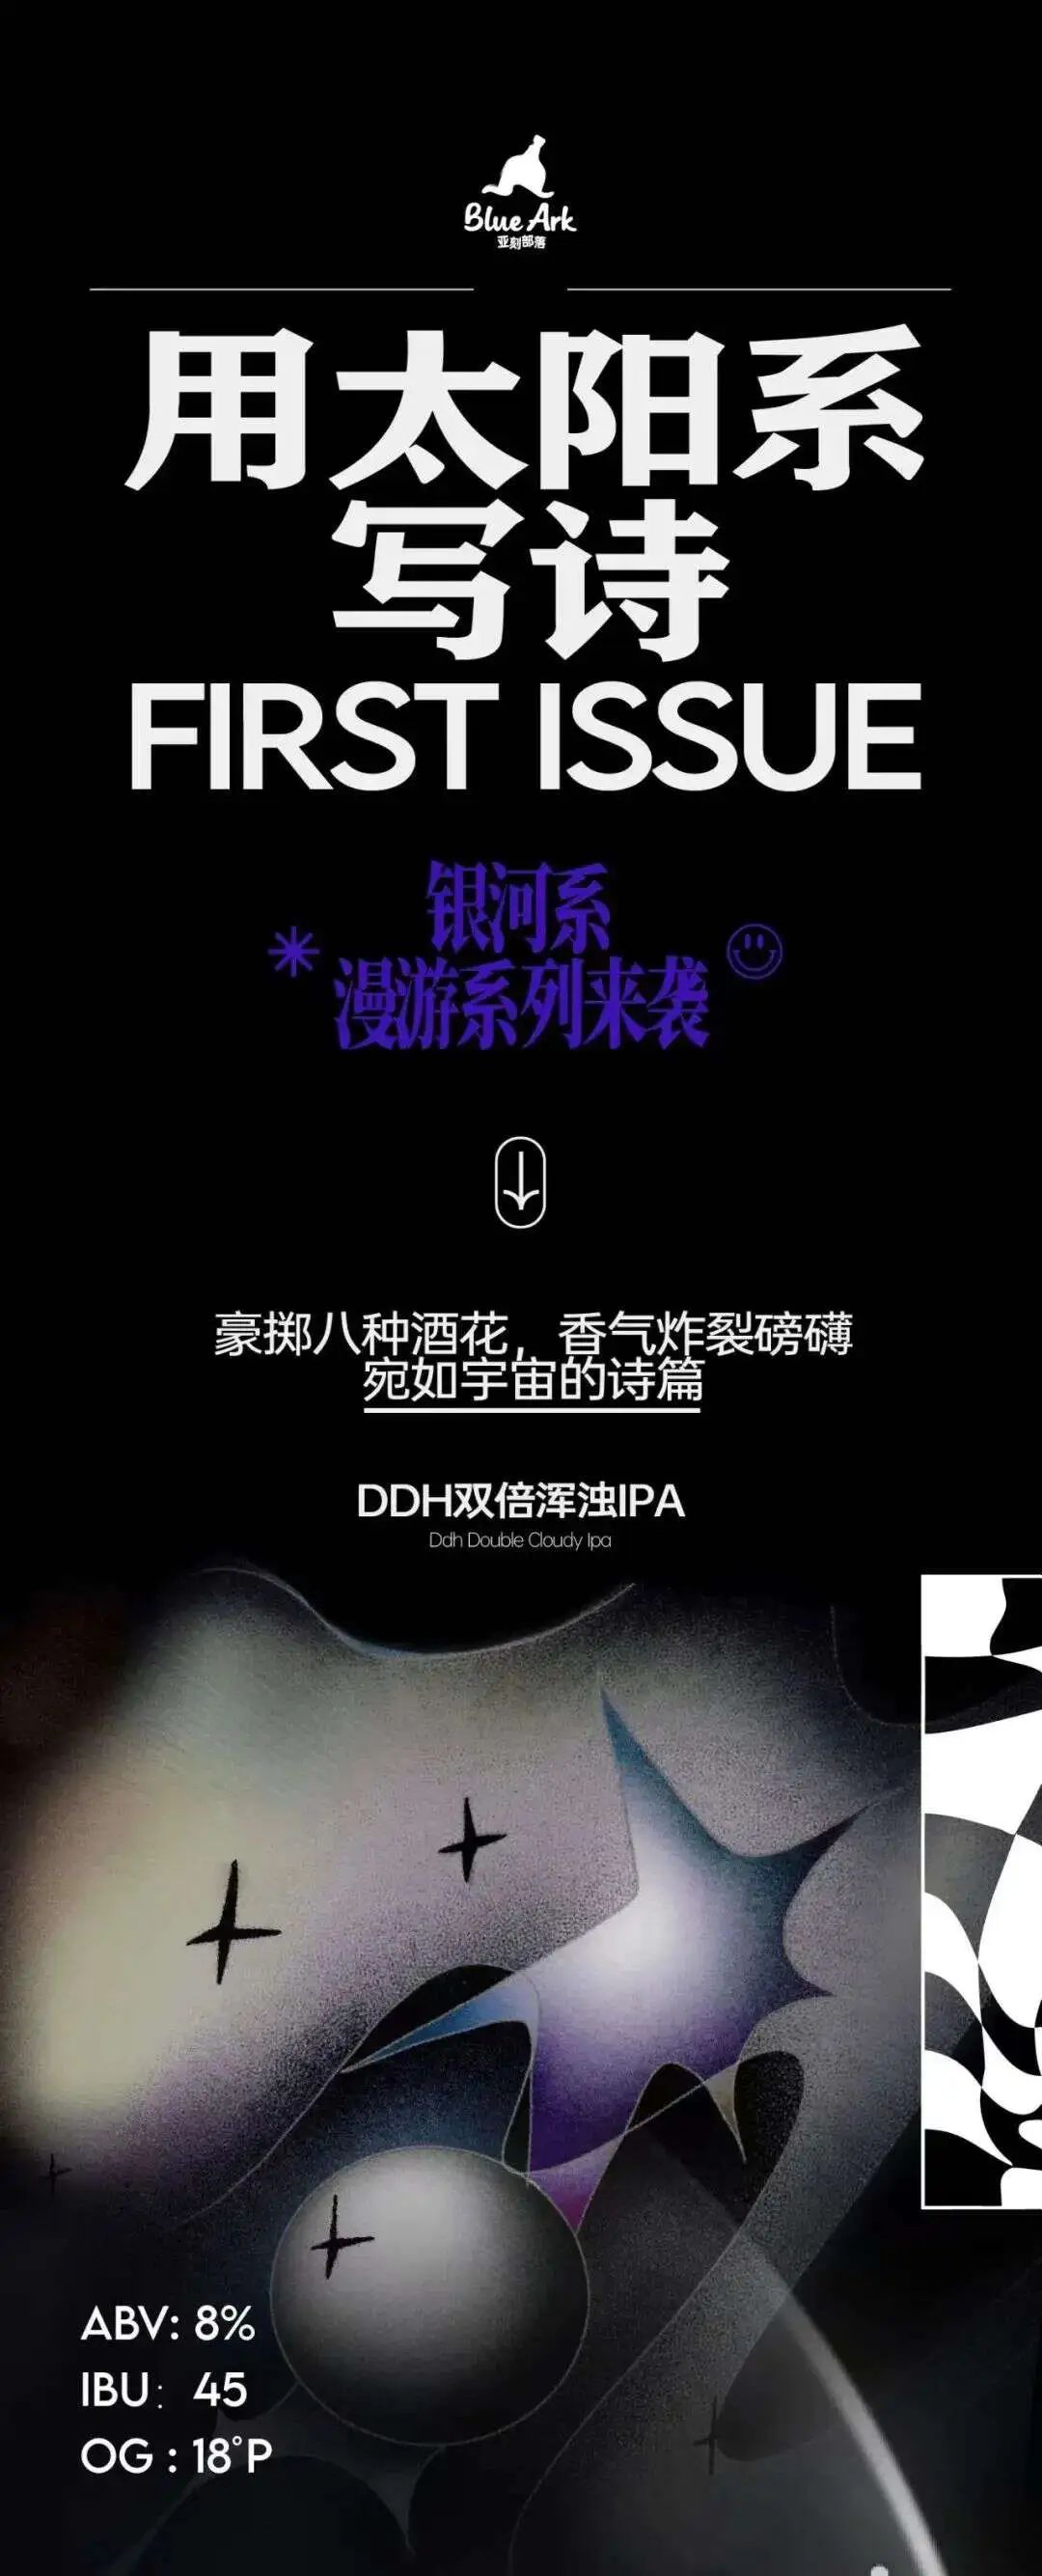 Blue Ark
亚刻部落
用太阳系
写诗
FIRST ISSUE
银河系
漫游系列来袭
豪掷八种酒花，香气炸裂磅礴
宛如宇宙的诗篇
DDH双倍浑浊IPA
Ddh Double Cloudy Ipa
ABV: 8%
IBU： 45
OG : 18°P